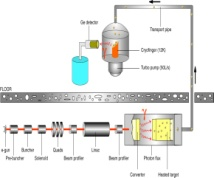 Ge detector
Transport pipe
Cryofinger (12K)
Turbo pump (92L/s)
FLOOR
e-gun
Buncher
Quads
Beam profiler
Linac
Beam profiler
Photon flux
Pre-buncher
Solenoid
Converter
Heated target